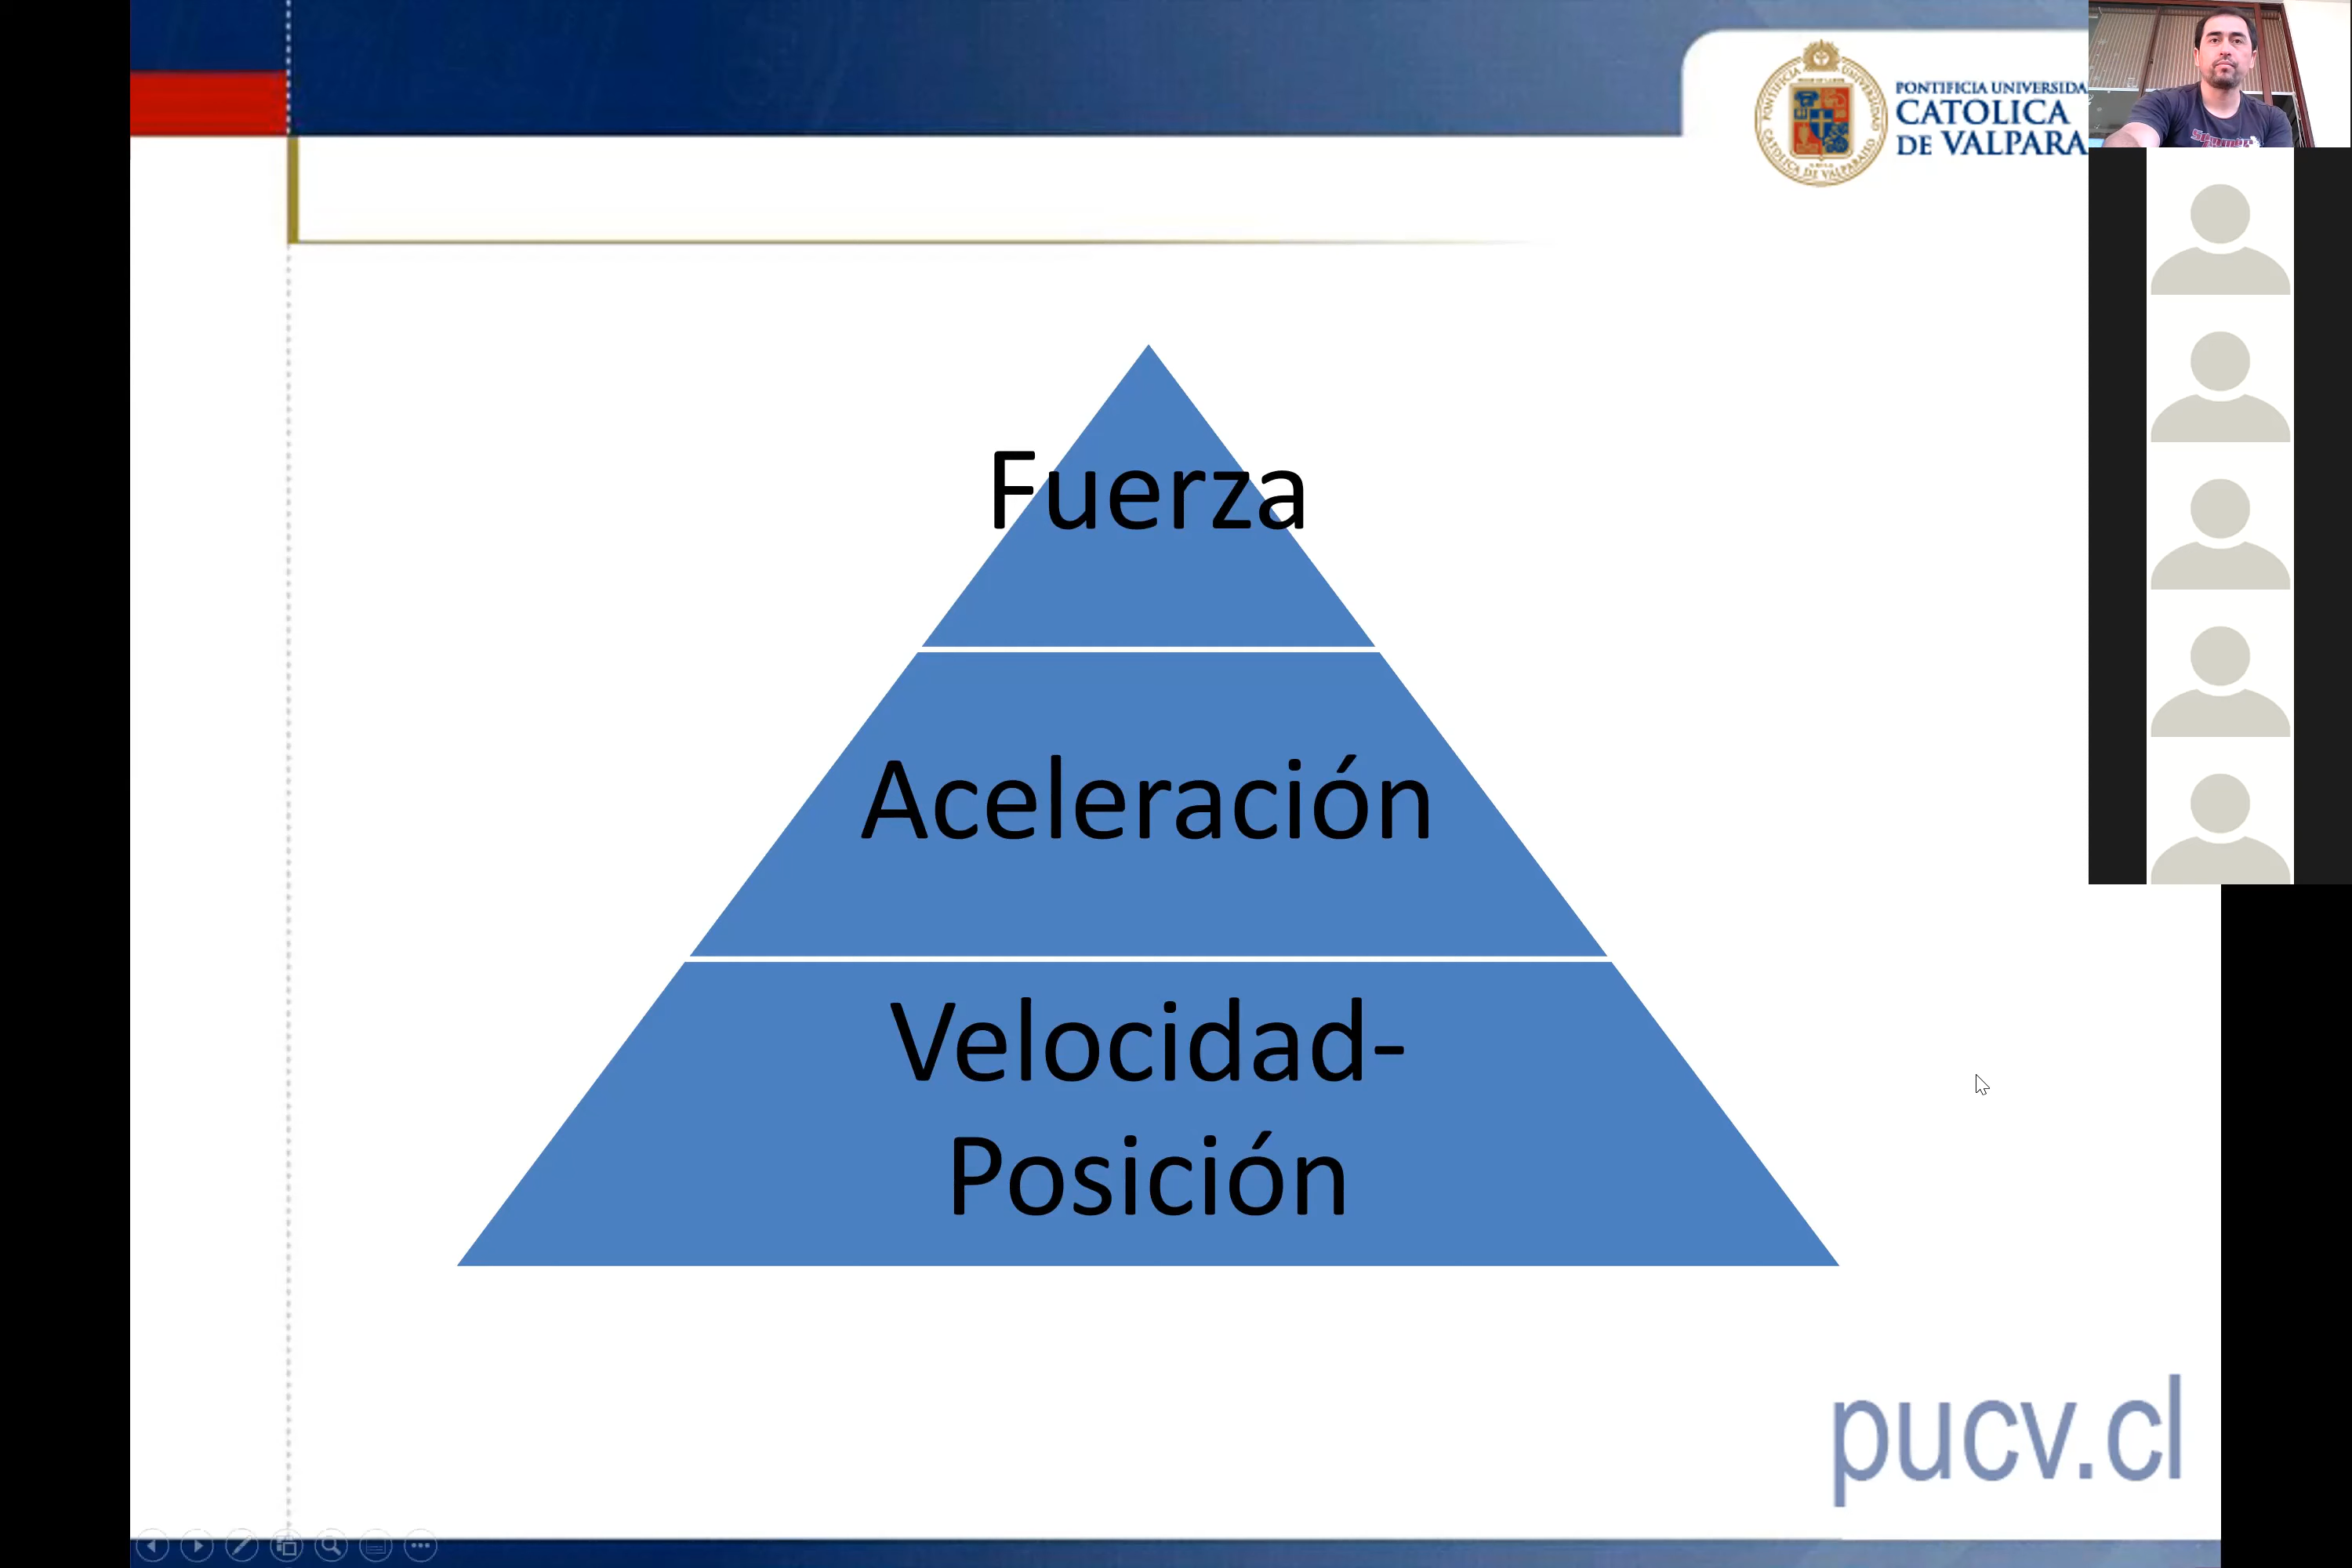 PONTIFICIA UNIVERSIDA
CATOLICA
DE VALPARA
Fuerza
Aceleración
Velocidad-
Posición
pucv.cl